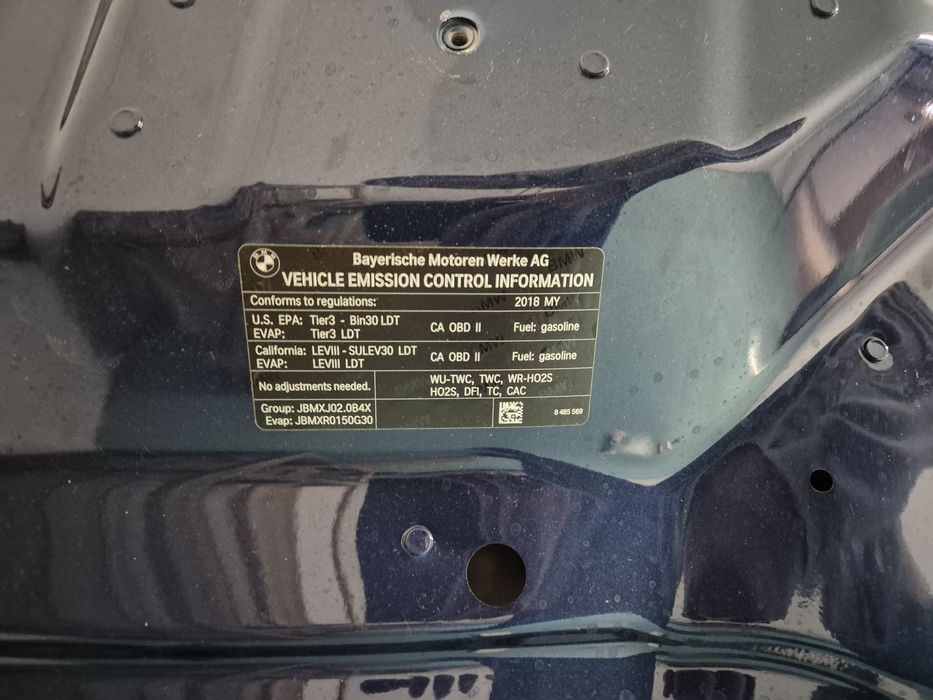 BMW
Bayerische Motoren Werke AG
VEHICLE EMISSION CONTROL INFORMATION
Conforms to regulations: 2018 MY
U.S. EPA: Tier3 - Bin30 LDT CA OBD II Fuel: gasoline
EVAP: Tier3 LDT
California: LEVIII - SULEV30 LDT CA OBD II Fuel: gasoline
EVAP: LEVIII LDT
No adjustments needed. WU-TWC, TWC, WR-HO2S
HO2S, DFI, TC, CAC
Group: JBMXJ02.0B4X
Evap: JBMXR0150G30
8 485 569